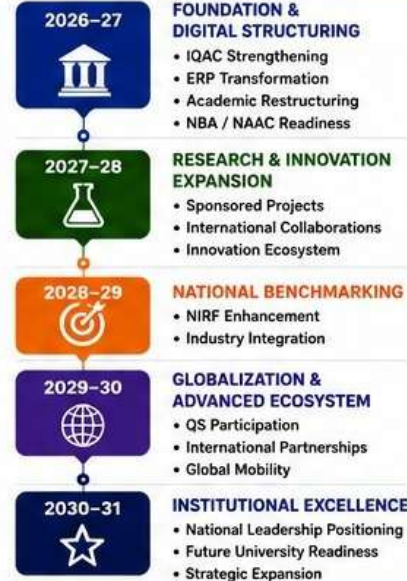 2026–27
FOUNDATION &
DIGITAL STRUCTURING
• IQAC Strengthening
• ERP Transformation
• Academic Restructuring
• NBA / NAAC Readiness
2027–28
RESEARCH & INNOVATION
EXPANSION
• Sponsored Projects
• International Collaborations
• Innovation Ecosystem
2028–29
NATIONAL BENCHMARKING
• NIRF Enhancement
• Industry Integration
2029–30
GLOBALIZATION &
ADVANCED ECOSYSTEM
• QS Participation
• International Partnerships
• Global Mobility
2030–31
INSTITUTIONAL EXCELLENCE
• National Leadership Positioning
• Future University Readiness
• Strategic Expansion